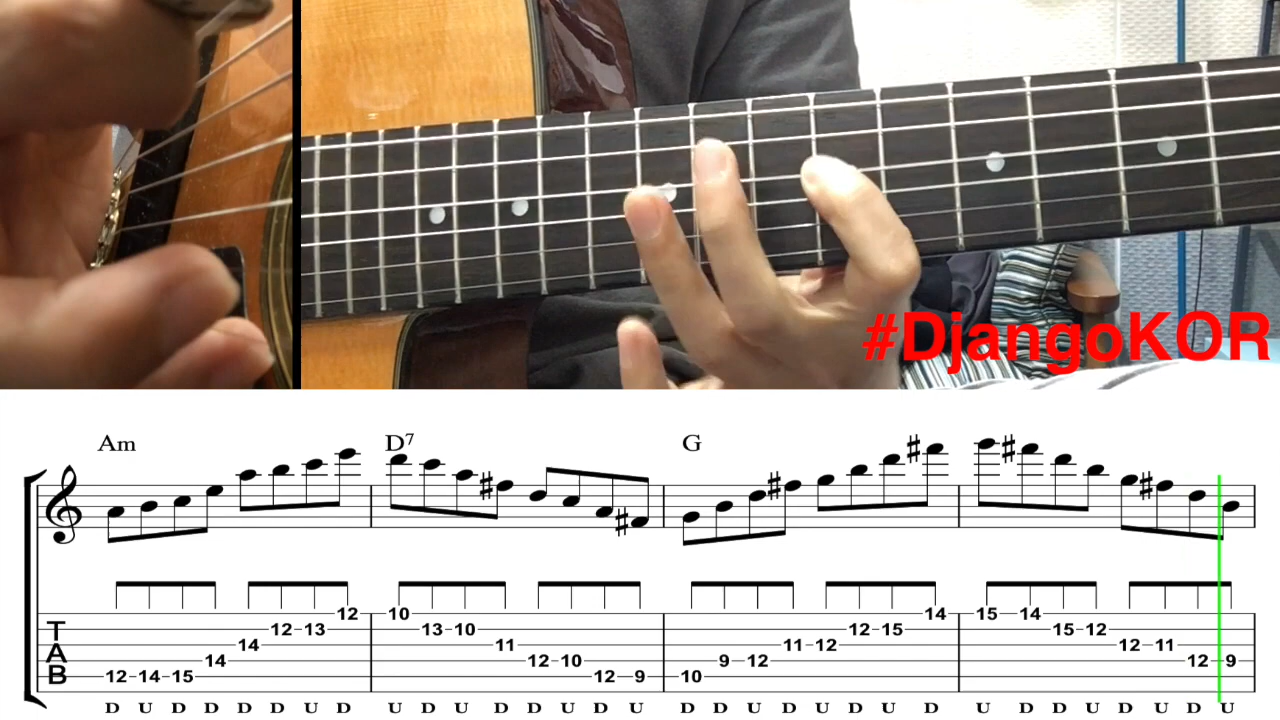 #DjangoKOR
Am D7 G
12 10 14 15 14
T 12 13 13 10 12 15 15 12
14 11 11 12 12 11
A 14 12 10 9 12 12 9
B 12 14 15 12 9 10
D U D D D D U D U D U D D U D U D D U D U D U D U D D U D U D U